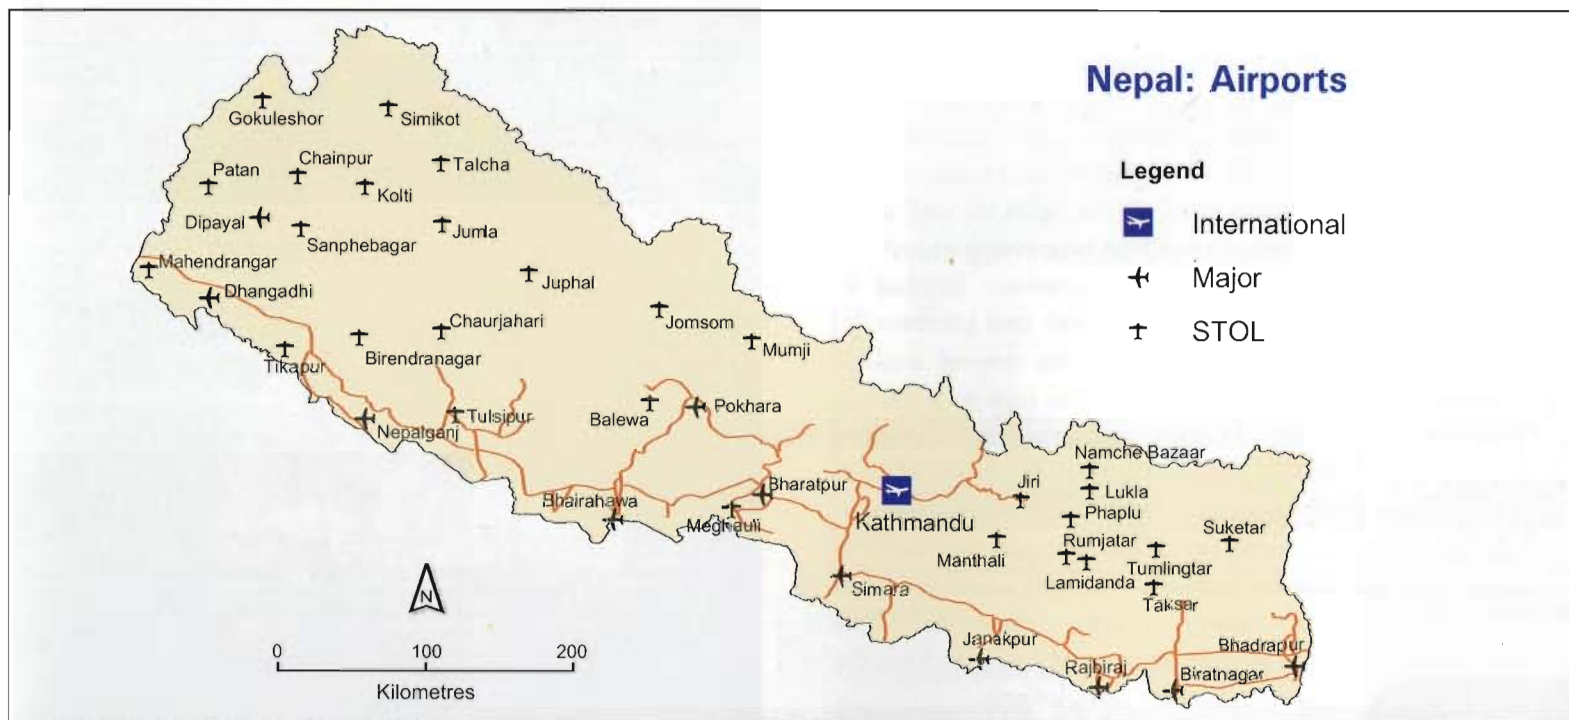 Nepal: Airports
Legend
International
Major
STOL
Gokuleshor
Simikot
Chainpur
Talcha
Patan
Kolti
Dipayal
Sanphebagar
Jumla
Mahendrangar
Juphal
Dhangadhi
Chaurjahari
Jomsom
Mumji
Birendranagar
Tikapur
Tulsipur
Balewa
Pokhara
Nepalganj
Namche Bazaar
Bharatpur
Jiri
Lukla
Bhairahawa
Phaplu
Meghauli
Kathmandu
Suketar
Rumjatar
Manthali
Tumlingtar
Lamidanda
Simara
Taksar
N
Janakpur
Bhadrapur
0 100 200
Rajbiraj
Biratnagar
Kilometres